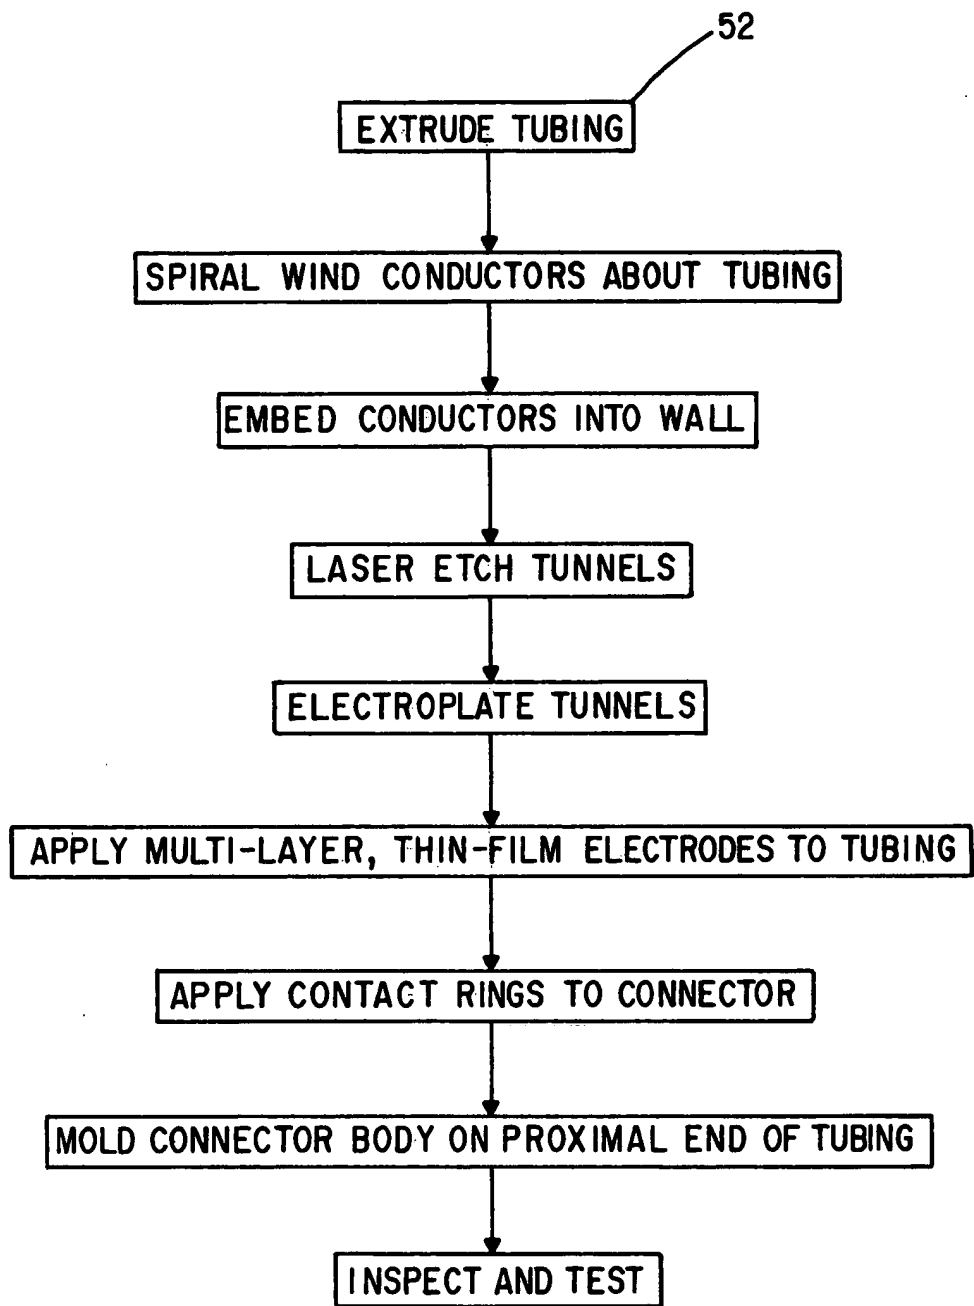 52
EXTRUDE TUBING
SPIRAL WIND CONDUCTORS ABOUT TUBING
EMBED CONDUCTORS INTO WALL
LASER ETCH TUNNELS
ELECTROPLATE TUNNELS
APPLY MULTI-LAYER, THIN-FILM ELECTRODES TO TUBING
APPLY CONTACT RINGS TO CONNECTOR
MOLD CONNECTOR BODY ON PROXIMAL END OF TUBING
INSPECT AND TEST